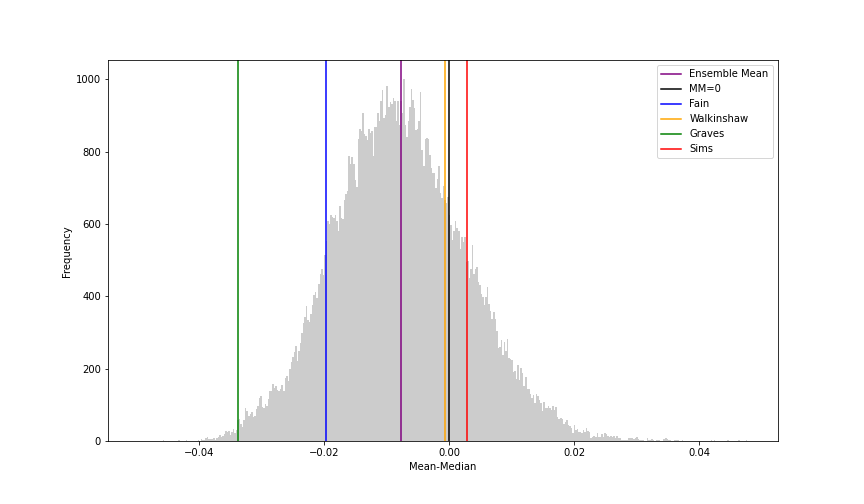 Ensemble Mean
MM=0
Fain
Walkinshaw
Graves
Sims
1000
800
600
400
200
0
Frequency
−0.04
−0.02
0.00
0.02
0.04
Mean-Median